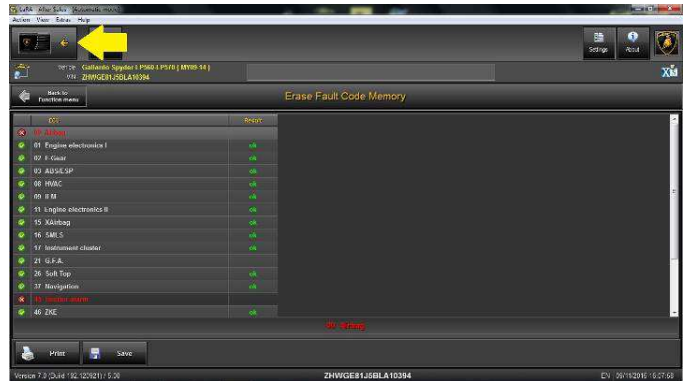 LaRA After Sales [Automatic mode]
Action View Extras Help
Settings About
Vehicle Gallardo Spyder I P560 I P570 [ MY09-14 ]
VIN ZHWGE81J5BLA10394
Back to
Function menu
Erase Fault Code Memory
ECU Result
Airbag
01 Engine electronics I ok
02 E-Gear ok
03 ABS/ESP ok
08 HVAC ok
09 ok
11 Engine electronics II ok
15 XAirbag ok
16 SMLS ok
17 Instrument cluster ok
21 G.F.A.
26 Soft Top ok
37 Navigation ok
46 ZKE ok
Airbag
Print Save
ZHWGE81J5BLA10394
EN